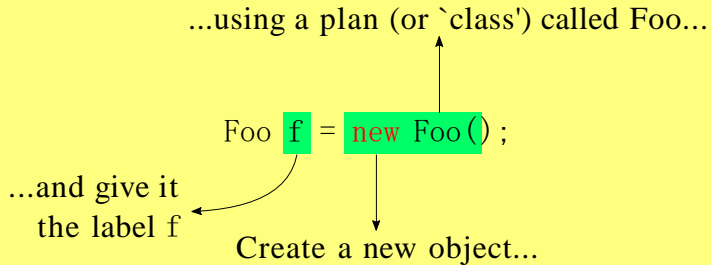 ...using a plan (or `class') called Foo...
Foo f = new Foo();
...and give it
the label f
Create a new object...